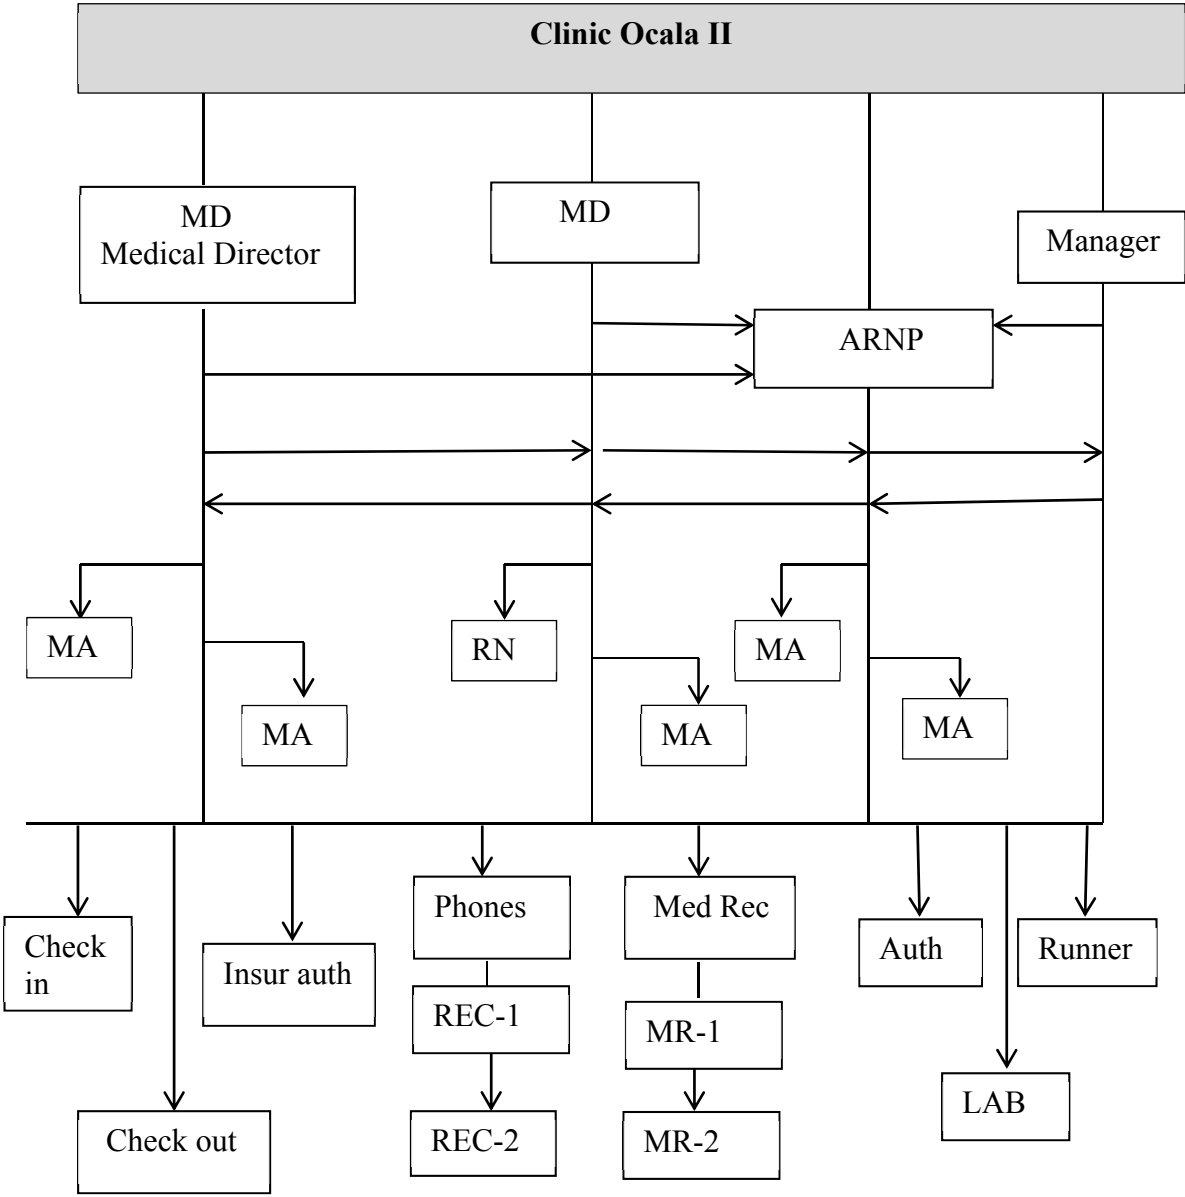 Clinic Ocala II
MD
Medical Director
MD
Manager
ARNP
MA
RN
MA
MA
MA
MA
Phones
Med Rec
Check
in
Insur auth
Auth
Runner
REC-1
MR-1
LAB
Check out
REC-2
MR-2